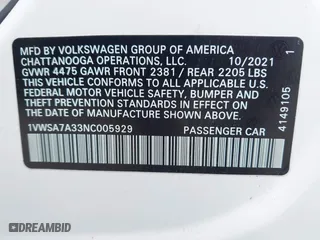 MFD BY VOLKSWAGEN GROUP OF AMERICA
CHATTANOOGA OPERATIONS, LLC. 10/2021
GVWR 4475 GAWR FRONT 2381 / REAR 2205 LBS
THIS VEHICLE CONFORMS TO ALL APPLICABLE U.S.
FEDERAL MOTOR VEHICLE SAFETY, BUMPER, AND
THEFT PREVENTION STANDARDS IN EFFECT ON THE
DATE OF MANUFACTURE SHOWN ABOVE.
1VWSA7A33NC005929 PASSENGER CAR
1
4149105